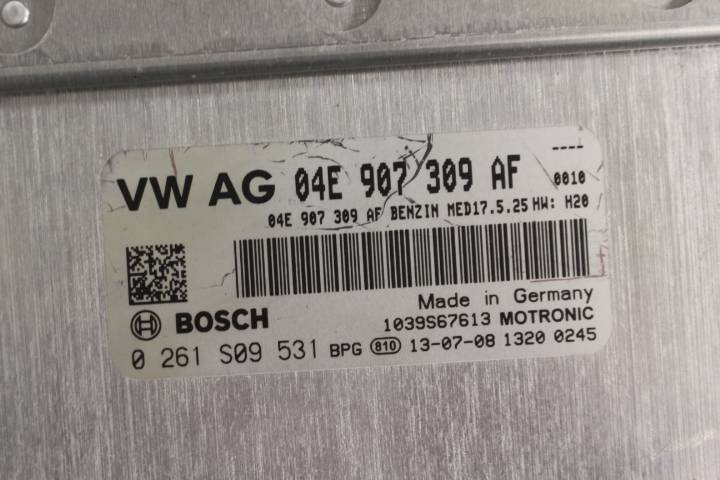 ----
VW AG 04E 907 309 AF 0010
04E 907 309 AF BENZIN MED17.5.25 HW: H20
Made in Germany
BOSCH 1039S67613 MOTRONIC
0 261 S09 531 BPG 810 13-07-08 1320 0245